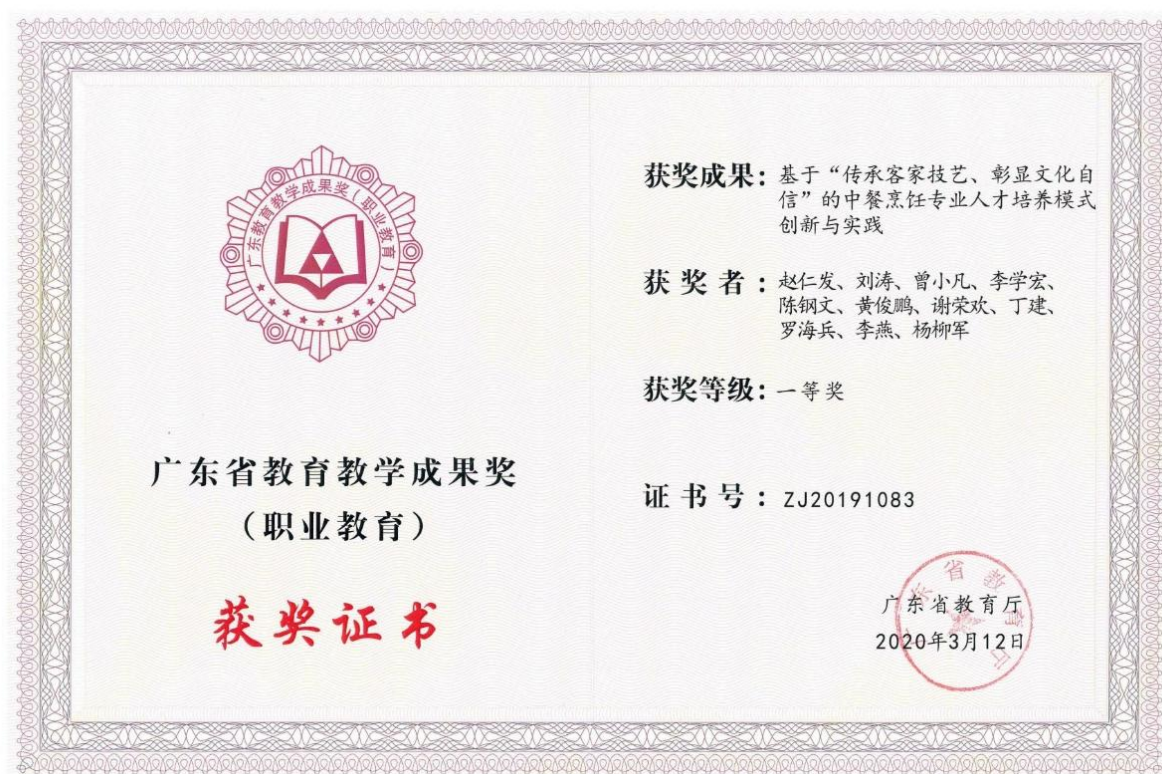 广东教育教学成果奖(职业教育)
广东省教育教学成果奖
(职业教育)
获奖证书
获奖成果:基于“传承客家技艺、彰显文化自
信”的中餐烹饪专业人才培养模式
创新与实践
获奖者:赵仁发、刘涛、曾小凡、李学宏、
陈钢文、黄俊鹏、谢荣欢、丁建、
罗海兵、李燕、杨柳军
获奖等级:一等奖
证书号:ZJ20191083
广东省教育厅
2020年3月12日
广东省教育厅